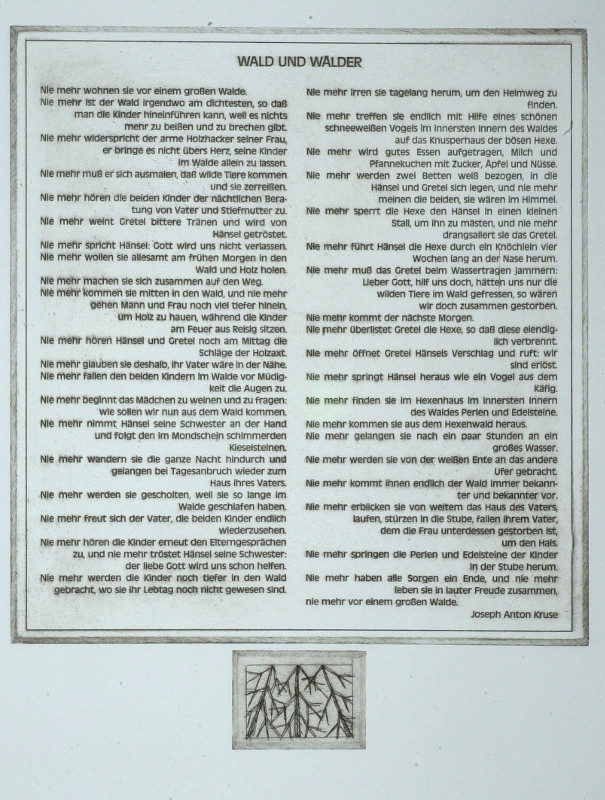 WALD UND WÄLDER
Nie mehr wohnen sie vor einem großen Walde.
Nie mehr ist der Wald irgendwo am dichtesten, so daß
man die Kinder hineinführen kann, weil es nichts
mehr zu beißen und zu brechen gibt.
Nie mehr widerspricht der arme Holzhacker seiner Frau,
er bringe es nicht übers Herz, seine Kinder
im Walde allein zu lassen.
Nie mehr muß er sich ausmalen, daß wilde Tiere kommen
und sie zerreißen.
Nie mehr hören die beiden Kinder der nächtlichen Bera-
tung von Vater und Stiefmutter zu.
Nie mehr weint Gretel bittere Tränen und wird von
Hänsel getröstet.
Nie mehr spricht Hänsel: Gott wird uns nicht verlassen.
Nie mehr wollen sie allesamt am frühen Morgen in den
Wald und Holz holen.
Nie mehr machen sie sich zusammen auf den Weg.
Nie mehr kommen sie mitten in den Wald, und nie mehr
gehen Mann und Frau noch viel tiefer hinein,
um Holz zu hauen, während die Kinder
am Feuer aus Reisig sitzen.
Nie mehr hören Hänsel und Gretel noch am Mittag die
Schläge der Holzaxt.
Nie mehr glauben sie deshalb, ihr Vater wäre in der Nähe.
Nie mehr fallen den beiden Kindern im Walde vor Müdig-
keit die Augen zu.
Nie mehr beginnt das Mädchen zu weinen und zu fragen:
wie sollen wir nun aus dem Wald kommen.
Nie mehr nimmt Hänsel seine Schwester an der Hand
und folgt den im Mondschein schimmernden
Kieselsteinen.
Nie mehr wandern sie die ganze Nacht hindurch und
gelangen bei Tagesanbruch wieder zum
Haus ihres Vaters.
Nie mehr werden sie gescholten, weil sie so lange im
Walde geschlafen haben.
Nie mehr freut sich der Vater, die beiden Kinder endlich
wiederzusehen.
Nie mehr hören die Kinder erneut den Elterngesprächen
zu, und nie mehr tröstet Hänsel seine Schwester:
der liebe Gott wird uns schon helfen.
Nie mehr werden die Kinder noch tiefer in den Wald
gebracht, wo sie ihr Lebtag noch nicht gewesen sind.
Nie mehr irren sie tagelang herum, um den Heimweg zu
finden.
Nie mehr treffen sie endlich mit Hilfe eines schönen
schneeweißen Vogels im innersten Innern des Waldes
auf das Knusperhaus der bösen Hexe.
Nie mehr wird gutes Essen aufgetragen, Milch und
Pfannekuchen mit Zucker, Äpfel und Nüsse.
Nie mehr werden zwei Betten weiß bezogen, in die
Hänsel und Gretel sich legen, und nie mehr
meinen die beiden, sie wären im Himmel.
Nie mehr sperrt die Hexe den Hänsel in einen kleinen
Stall, um ihn zu mästen, und nie mehr
drangsaliert sie das Gretel.
Nie mehr führt Hänsel die Hexe durch ein Knöchlein vier
Wochen lang an der Nase herum.
Nie mehr muß das Gretel beim Wassertragen jammern:
Lieber Gott, hilf uns doch, hätten uns nur die
wilden Tiere im Wald gefressen, so wären
wir doch zusammen gestorben.
Nie mehr kommt der nächste Morgen.
Nie mehr überlistet Gretel die Hexe, so daß diese elendig-
lich verbrennt.
Nie mehr öffnet Gretel Hänsels Verschlag und ruft: wir
sind erlöst.
Nie mehr springt Hänsel heraus wie ein Vogel aus dem
Käfig.
Nie mehr finden sie im Hexenhaus im innersten Innern
des Waldes Perlen und Edelsteine.
Nie mehr kommen sie aus dem Hexenwald heraus.
Nie mehr gelangen sie nach ein paar Stunden an ein
großes Wasser.
Nie mehr werden sie von der weißen Ente an das andere
Ufer gebracht.
Nie mehr kommt ihnen endlich der Wald immer bekann-
ter und bekannter vor.
Nie mehr erblicken sie von weitem das Haus des Vaters,
laufen, stürzen in die Stube, fallen ihrem Vater,
dem die Frau unterdessen gestorben ist,
um den Hals.
Nie mehr springen die Perlen und Edelsteine der Kinder
in der Stube herum.
Nie mehr haben alle Sorgen ein Ende, und nie mehr
leben sie in lauter Freude zusammen,
nie mehr vor einem großen Walde.
Joseph Anton Kruse